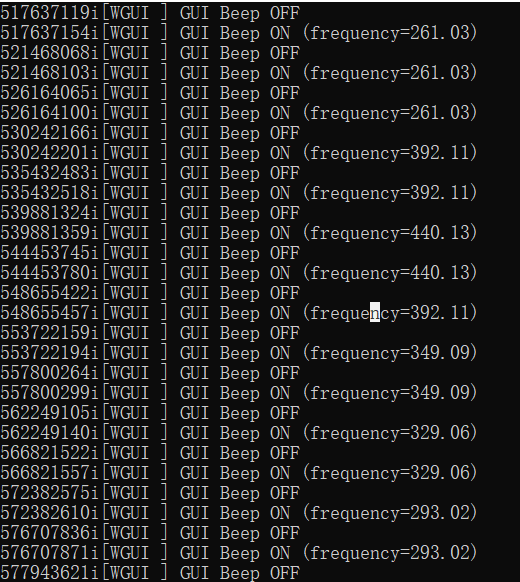 517637119i[WGUI ] GUI Beep OFF
517637154i[WGUI ] GUI Beep ON (frequency=261.03)
521468068i[WGUI ] GUI Beep OFF
521468103i[WGUI ] GUI Beep ON (frequency=261.03)
526164065i[WGUI ] GUI Beep OFF
526164100i[WGUI ] GUI Beep ON (frequency=261.03)
530242166i[WGUI ] GUI Beep OFF
530242201i[WGUI ] GUI Beep ON (frequency=392.11)
535432483i[WGUI ] GUI Beep OFF
535432518i[WGUI ] GUI Beep ON (frequency=392.11)
539881324i[WGUI ] GUI Beep OFF
539881359i[WGUI ] GUI Beep ON (frequency=440.13)
544453745i[WGUI ] GUI Beep OFF
544453780i[WGUI ] GUI Beep ON (frequency=440.13)
548655422i[WGUI ] GUI Beep OFF
548655457i[WGUI ] GUI Beep ON (frequency=392.11)
553722159i[WGUI ] GUI Beep OFF
553722194i[WGUI ] GUI Beep ON (frequency=349.09)
557800264i[WGUI ] GUI Beep OFF
557800299i[WGUI ] GUI Beep ON (frequency=349.09)
562249105i[WGUI ] GUI Beep OFF
562249140i[WGUI ] GUI Beep ON (frequency=329.06)
566821522i[WGUI ] GUI Beep OFF
566821557i[WGUI ] GUI Beep ON (frequency=329.06)
572382575i[WGUI ] GUI Beep OFF
572382610i[WGUI ] GUI Beep ON (frequency=293.02)
576707836i[WGUI ] GUI Beep OFF
576707871i[WGUI ] GUI Beep ON (frequency=293.02)
577943621i[WGUI ] GUI Beep OFF